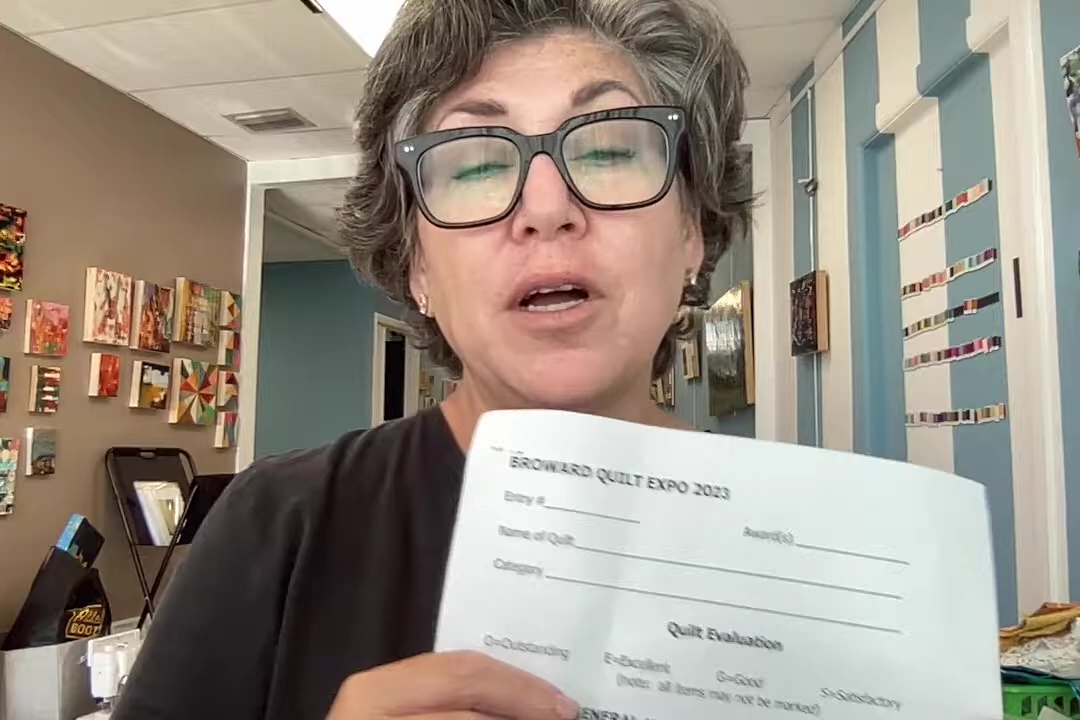 BROWARD QUILT EXPO 2023
Entry #
Award(s)
Name of Quilt
Category
Quilt Evaluation
O=Outstanding E=Excellent G=Good S=Satisfactory
(note: all items may not be marked)
BOOT